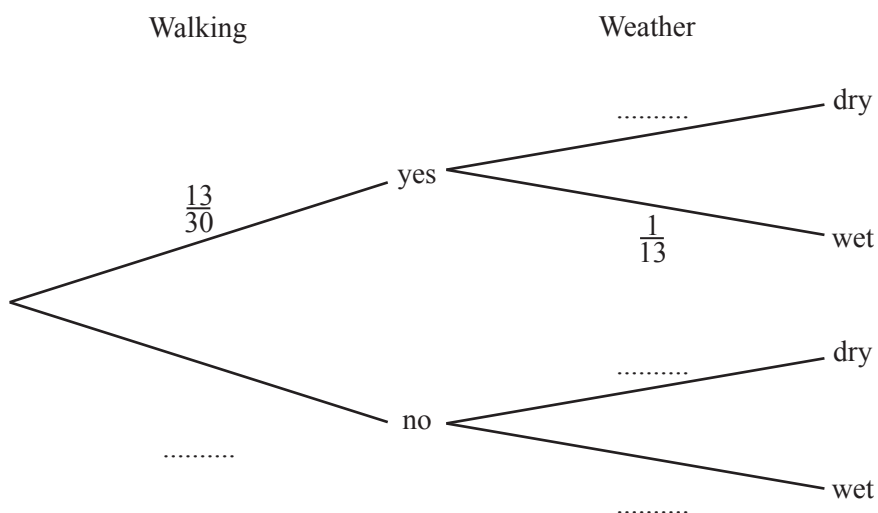 Walking Weather
.......... dry
yes
13/30
1/13 wet
.......... dry
no
..........
wet
..........